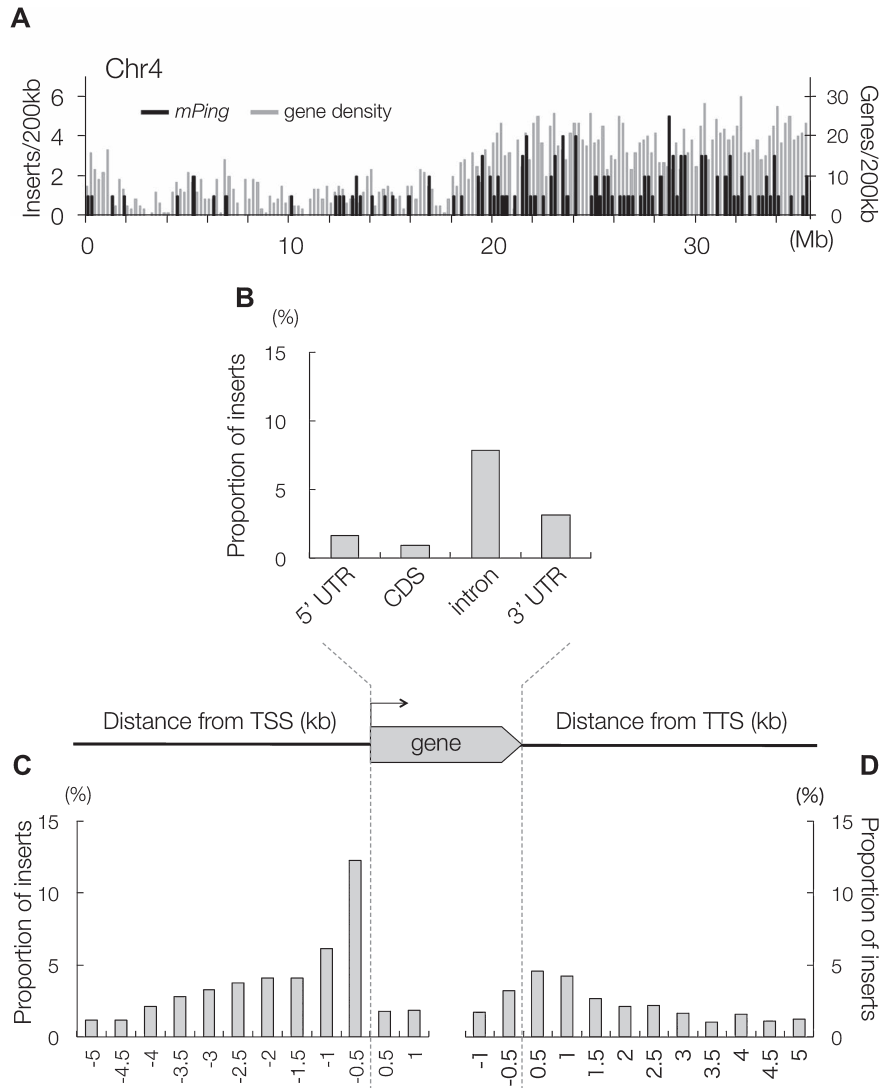 A
Chr4
mPing
gene density
Inserts/200kb
6
4
2
0
Genes/200kb
30
20
10
0
0 10 20 30 (Mb)
B
(%)
Proportion of inserts
15
10
5
0
5' UTR
CDS
intron
3' UTR
Distance from TSS (kb)
gene
Distance from TTS (kb)
C
(%)
Proportion of inserts
15
10
5
0
-5 -4.5 -4 -3.5 -3 -2.5 -2 -1.5 -1 -0.5 0.5 1
D
(%)
Proportion of inserts
15
10
5
0
-1 -0.5 0.5 1 1.5 2 2.5 3 3.5 4 4.5 5